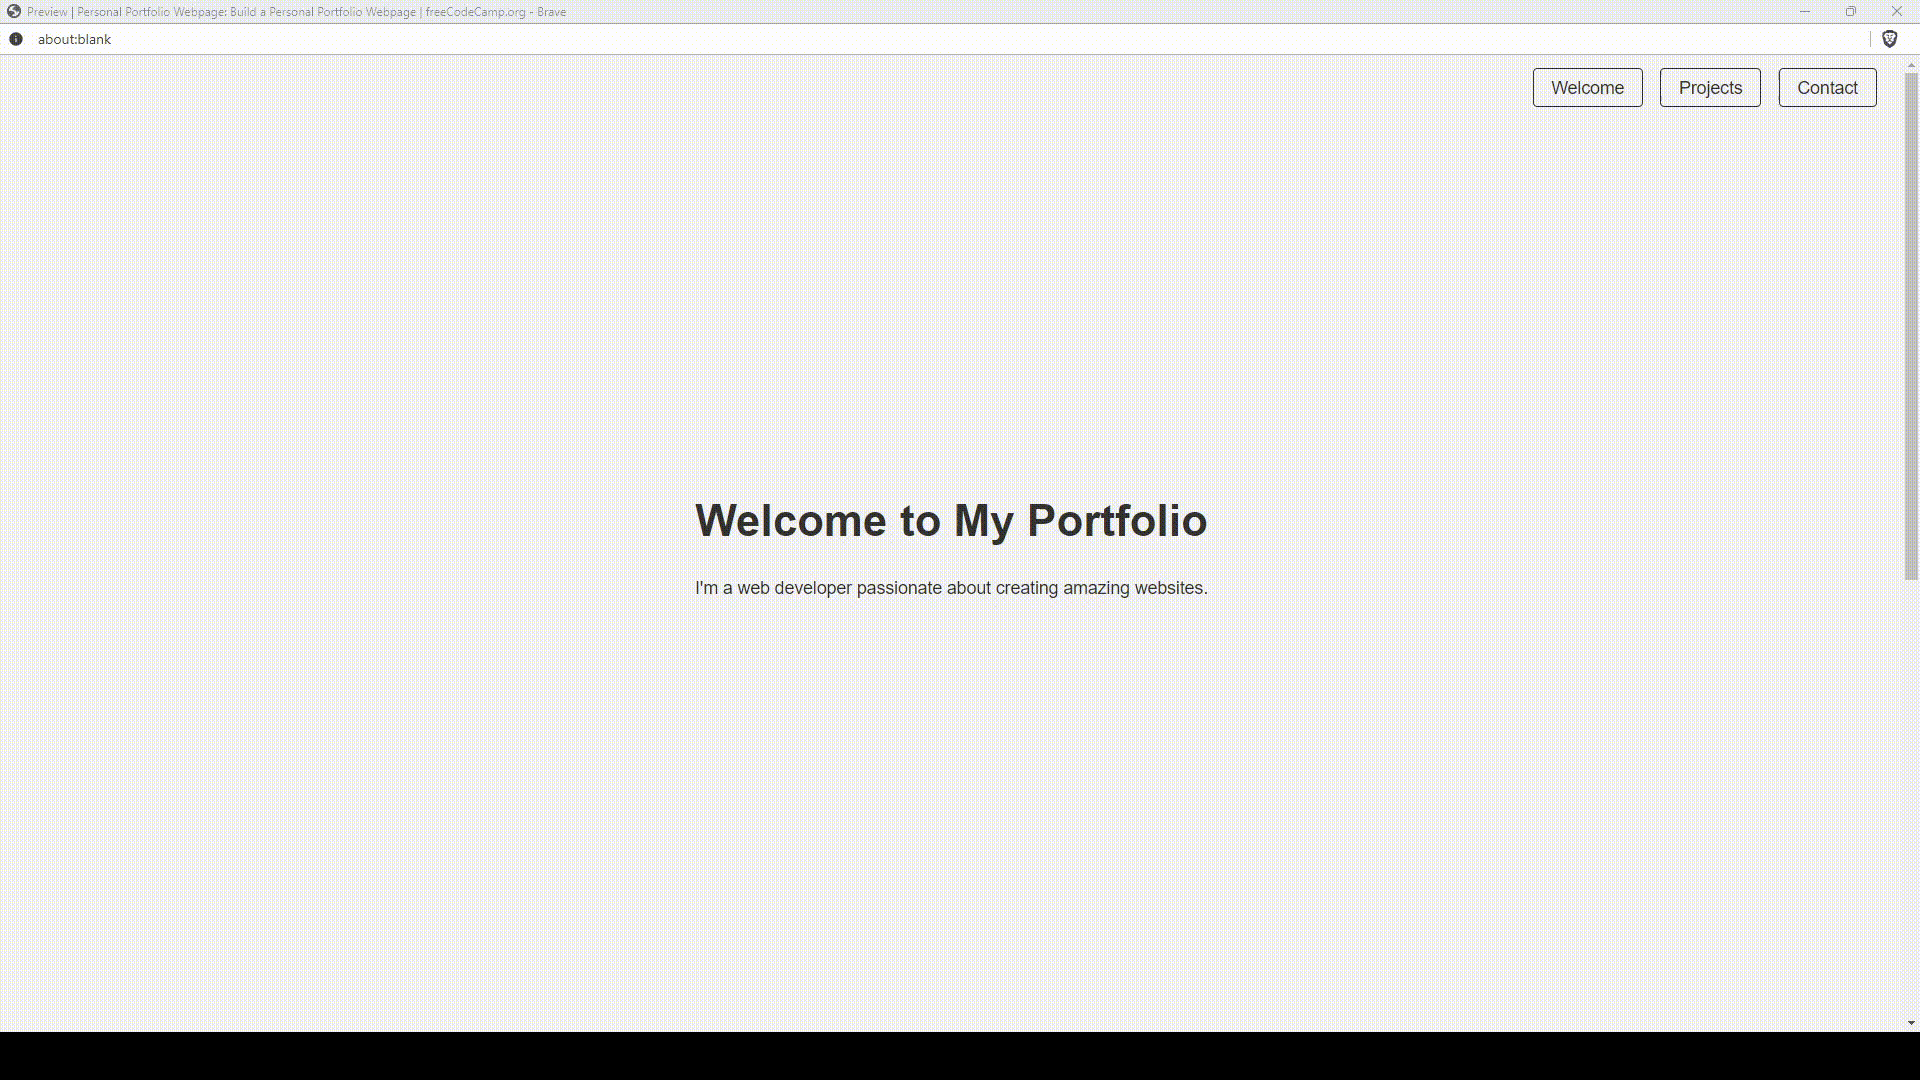 Preview | Personal Portfolio Webpage: Build a Personal Portfolio Webpage | freeCodeCamp.org - Brave
about:blank
Welcome Projects Contact
Welcome to My Portfolio
I'm a web developer passionate about creating amazing websites.